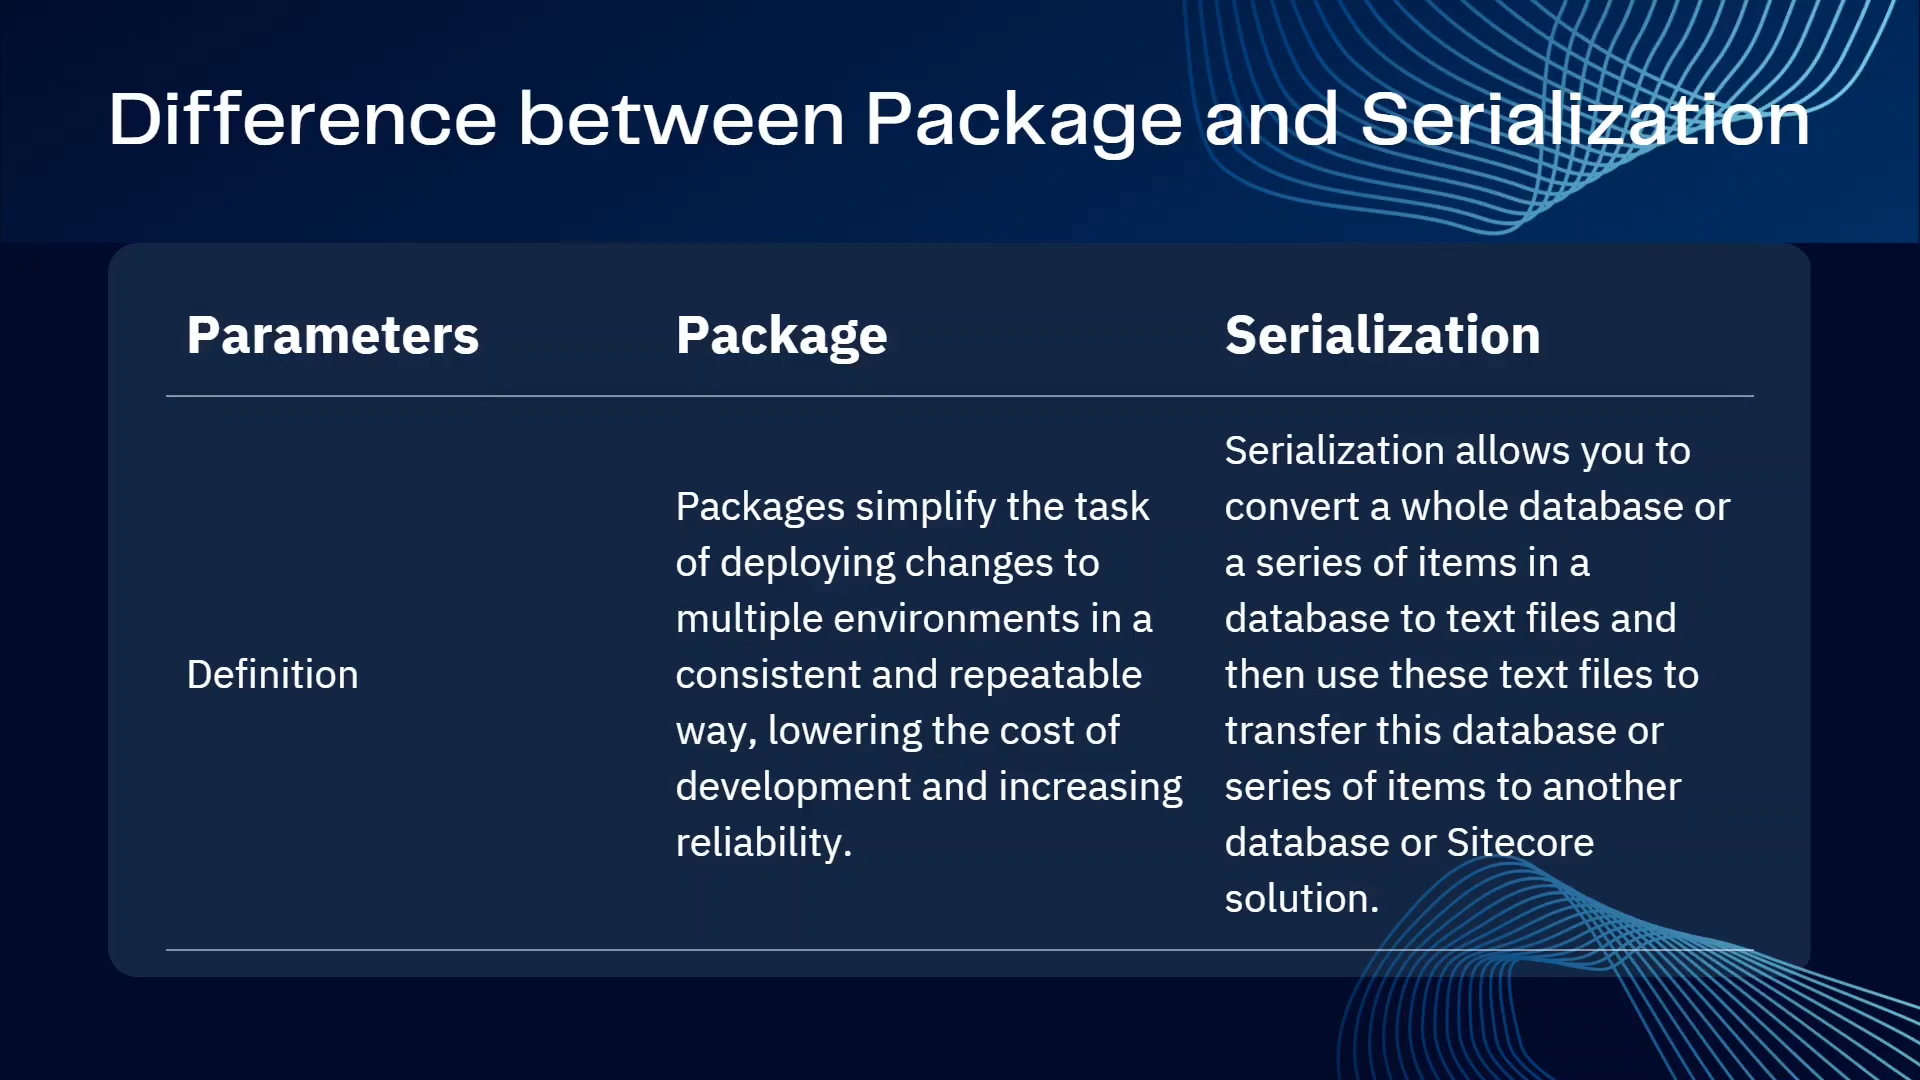 Difference between Package and Serialization
Parameters
Package
Serialization
Definition
Packages simplify the task
of deploying changes to
multiple environments in a
consistent and repeatable
way, lowering the cost of
development and increasing
reliability.
Serialization allows you to
convert a whole database or
a series of items in a
database to text files and
then use these text files to
transfer this database or
series of items to another
database or Sitecore
solution.